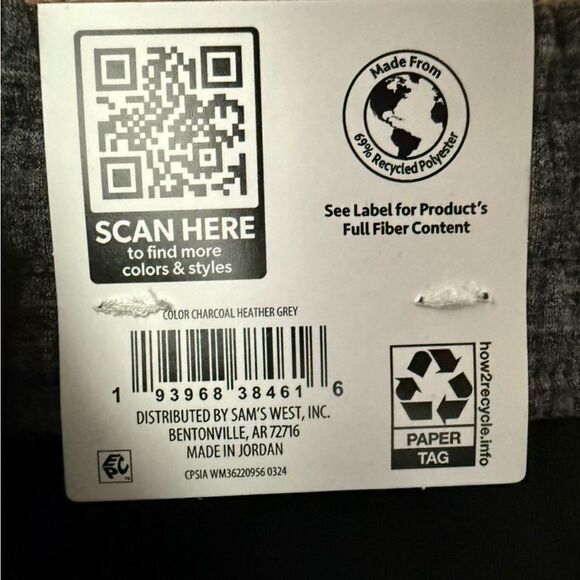 SCAN HERE
to find more
colors & styles
Made From
69% Recycled Polyester
See Label for Product's
Full Fiber Content
COLOR CHARCOAL HEATHER GREY
1 93968 38461 6
DISTRIBUTED BY SAM'S WEST, INC.
BENTONVILLE, AR 72716
MADE IN JORDAN
CPSIA WM36220956 0324
EPC
PAPER
TAG
how2recycle.info